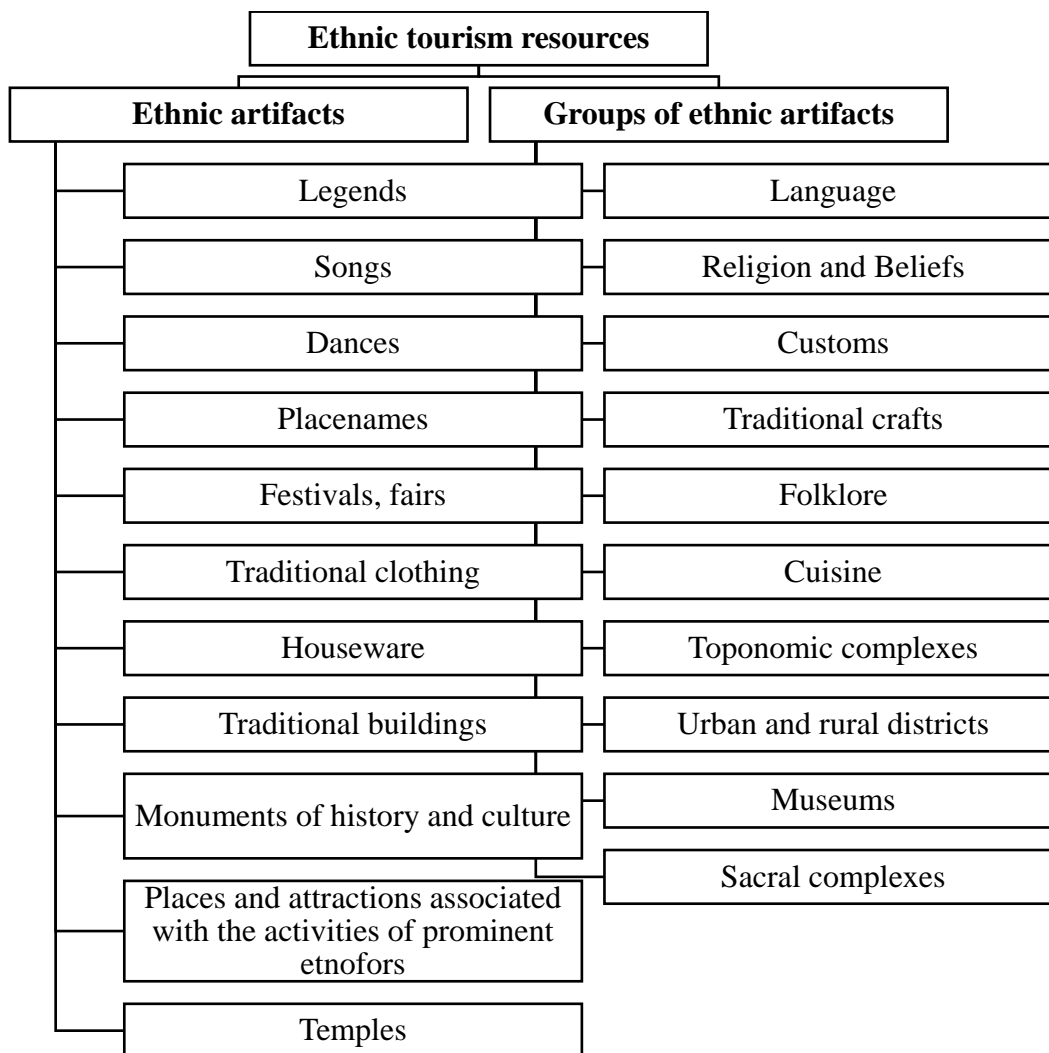 Ethnic tourism resources
Ethnic artifacts
Legends
Songs
Dances
Placenames
Festivals, fairs
Traditional clothing
Houseware
Traditional buildings
Monuments of history and culture
Places and attractions associated
with the activities of prominent
etnofors
Temples
Groups of ethnic artifacts
Language
Religion and Beliefs
Customs
Traditional crafts
Folklore
Cuisine
Toponomic complexes
Urban and rural districts
Museums
Sacral complexes